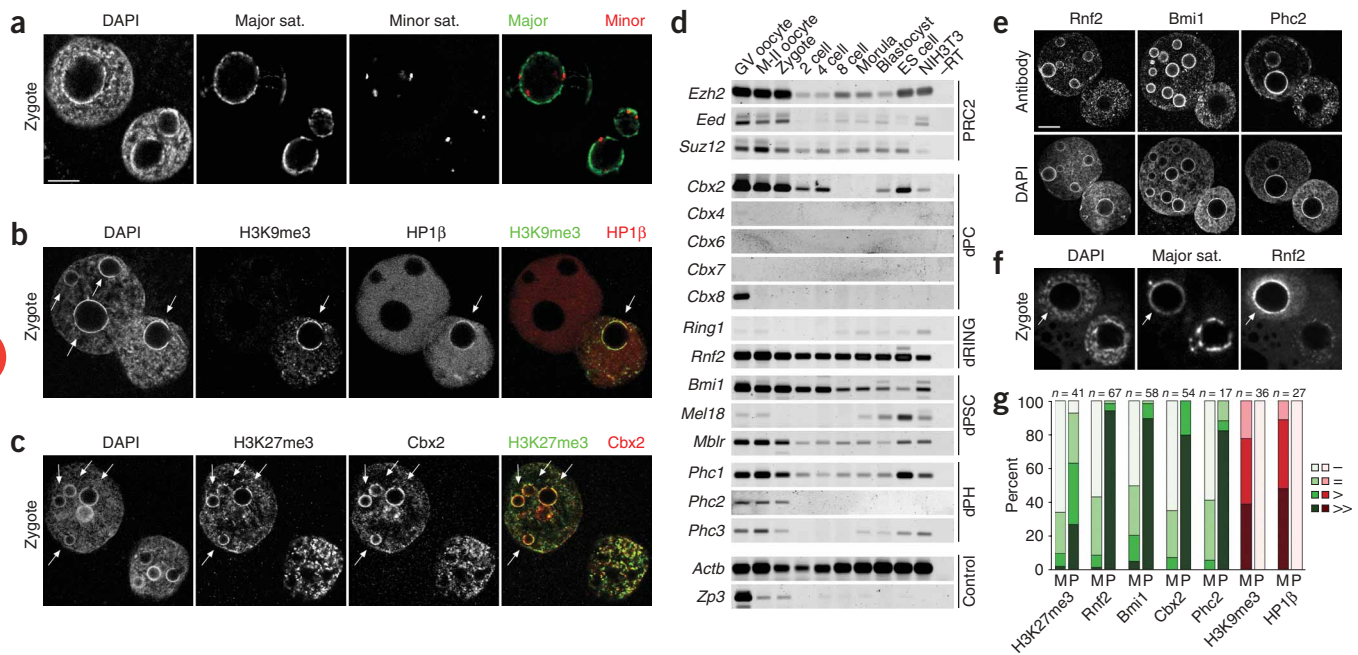 a
DAPI Major sat. Minor sat. Major Minor
Zygote
b
DAPI H3K9me3 HP1β H3K9me3 HP1β
Zygote
c
DAPI H3K27me3 Cbx2 H3K27me3 Cbx2
Zygote
d
GV oocyte
M-II oocyte
Zygote
2 cell
4 cell
8 cell
Morula
Blastocyst
ES cell
NIH3T3
–RT
Ezh2
Eed
Suz12
PRC2
Cbx2
Cbx4
Cbx6
Cbx7
Cbx8
dPC
Ring1
Rnf2
dRING
Bmi1
Mel18
Mblr
dPSC
Phc1
Phc2
Phc3
dPH
Actb
Zp3
Control
e
Rnf2 Bmi1 Phc2
Antibody
DAPI
f
DAPI Major sat. Rnf2
Zygote
g
n = 41 n = 67 n = 58 n = 54 n = 17 n = 36 n = 27
100
80
60
40
20
0
Percent
–
=
>
>>
M P M P M P M P M P M P M P
H3K27me3
Rnf2
Bmi1
Cbx2
Phc2
H3K9me3
HP1β